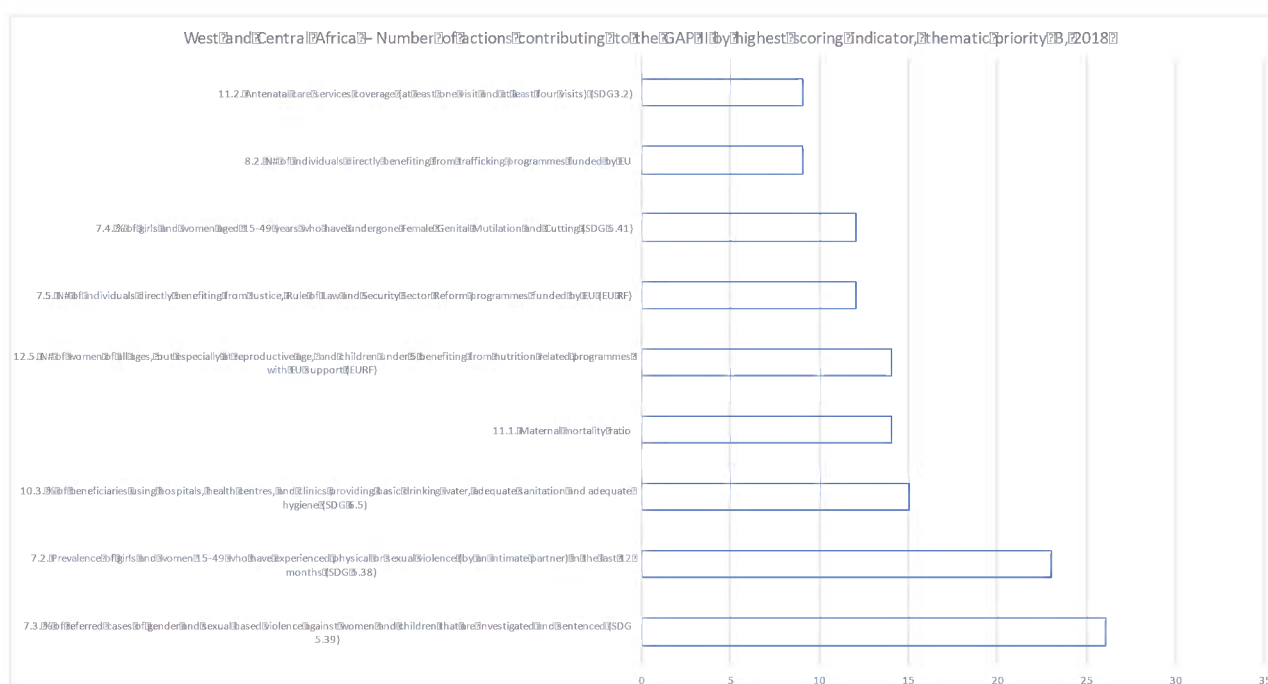 West and Central Africa – Number of actions contributing to the GAP II by highest scoring indicator, thematic priority B, 2018
11.2. Antenatal care services coverage (at least one visit and at least four visits) (SDG3.2)
8.2. N# of individuals directly benefiting from trafficking programmes funded by EU
7.4. % of girls and women aged 15-49 years who have undergone Female Genital Mutilation and Cutting (SDG 5.41)
7.5. N# of individuals directly benefiting from Justice, Rule of Law and Security Sector Reform programmes funded by EU (EU RF)
12.5. N# of women of all ages, but especially at reproductive age, and children under 5 benefiting from nutrition related programmes
with EU support (EURF)
11.1. Maternal mortality ratio
10.3. % of beneficiaries using hospitals, health centres, and clinics providing basic drinking water, adequate sanitation and adequate
hygiene (SDG 6.5)
7.2. Prevalence of girls and women 15-49 who have experienced physical or sexual violence (by an intimate partner) in the last 12
months (SDG 5.38)
7.3. % of referred cases of gender and sexual based violence against women and children that are investigated and sentenced (SDG
5.39)
0 5 10 15 20 25 30 35